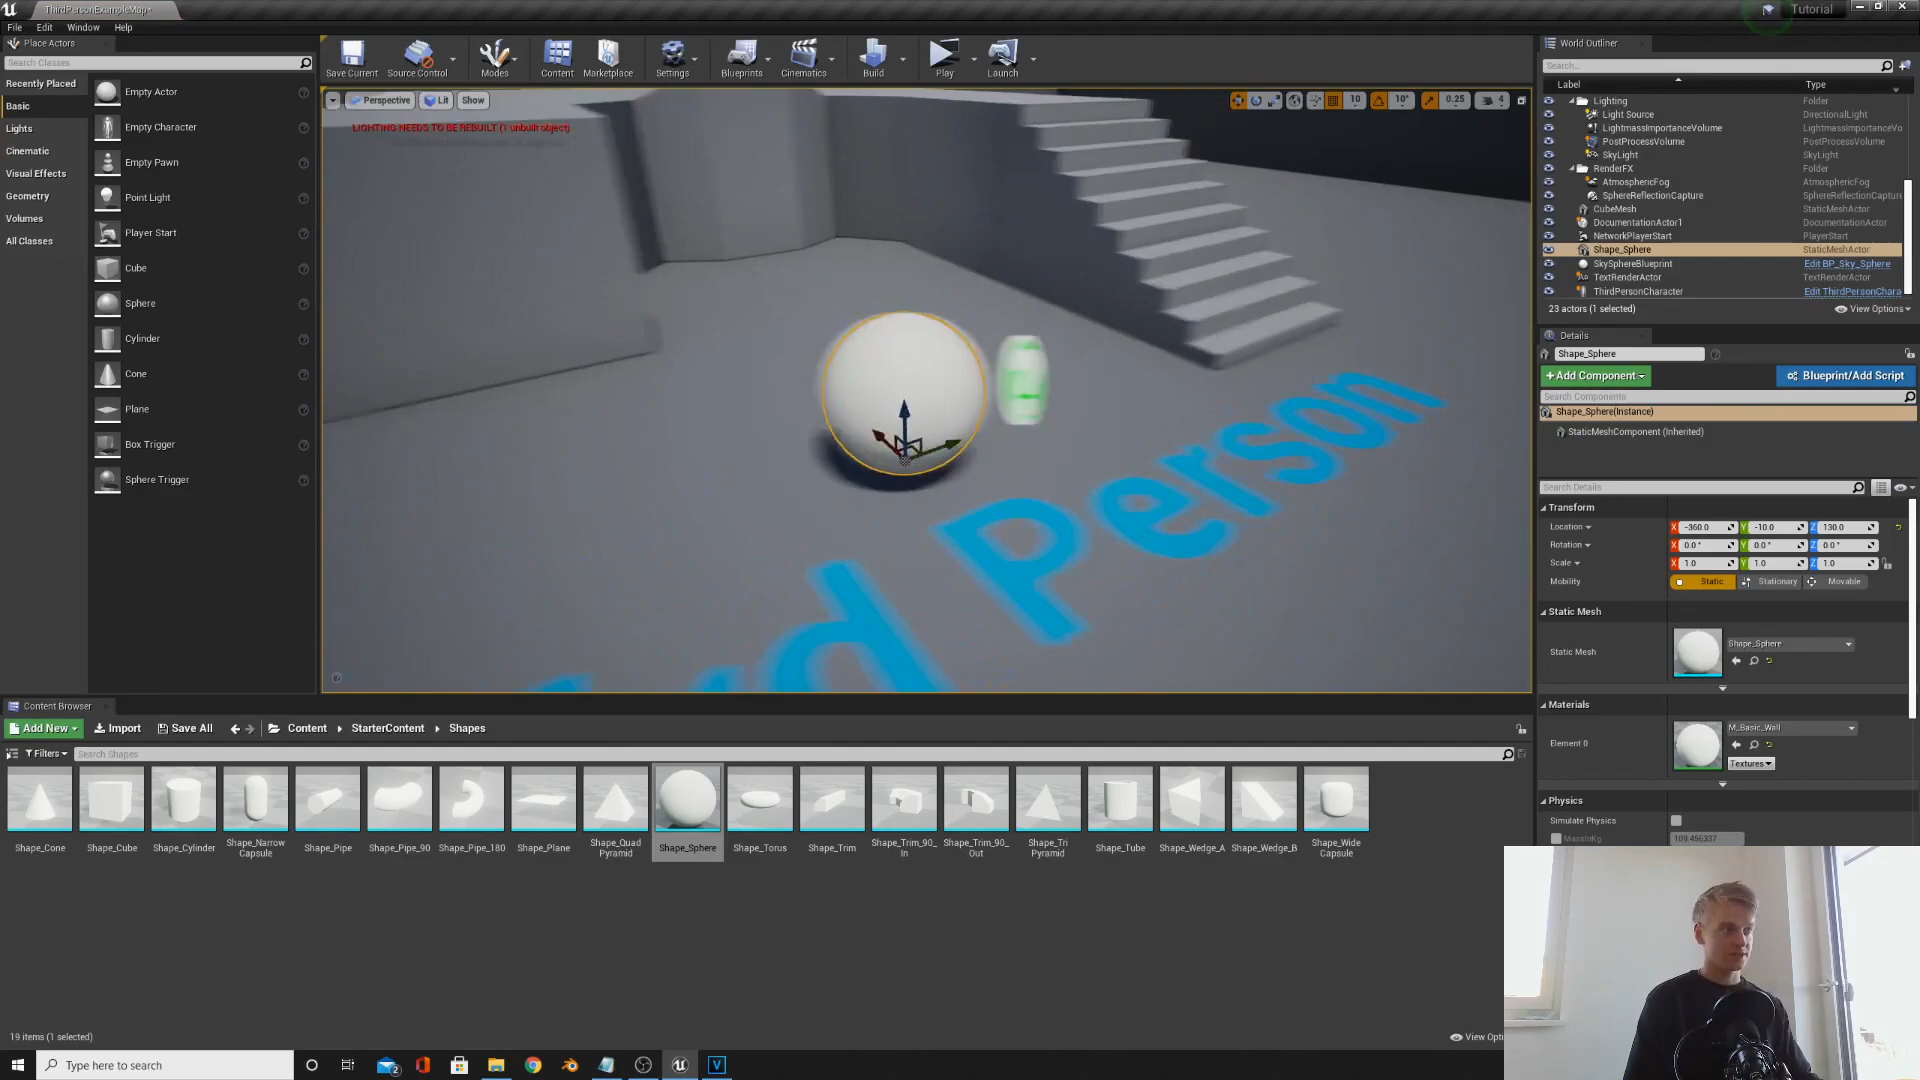 ThirdPersonExampleMap*
Tutorial
File Edit Window Help
Place Actors
Search Classes
Recently Placed
Basic
Lights
Cinematic
Visual Effects
Geometry
Volumes
All Classes
Empty Actor
Empty Character
Empty Pawn
Point Light
Player Start
Cube
Sphere
Cylinder
Cone
Plane
Box Trigger
Sphere Trigger
Save Current Source Control Modes Content Marketplace Settings Blueprints Cinematics Build Play Launch
Perspective Lit Show
10 10° 0.25 4
LIGHTING NEEDS TO BE REBUILT (1 unbuilt object)
Person
World Outliner
Search...
Label Type
Lighting Folder
Light Source DirectionalLight
LightmassImportanceVolume LightmassImportanceVo
PostProcessVolume PostProcessVolume
SkyLight SkyLight
RenderFX Folder
AtmosphericFog AtmosphericFog
SphereReflectionCapture SphereReflectionCapture
CubeMesh StaticMeshActor
DocumentationActor1 DocumentationActor
NetworkPlayerStart PlayerStart
Shape_Sphere StaticMeshActor
SkySphereBlueprint Edit BP_Sky_Sphere
TextRenderActor TextRenderActor
ThirdPersonCharacter Edit ThirdPersonChara
23 actors (1 selected) View Options
Details
Shape_Sphere
+Add Component Blueprint/Add Script
Search Components
Shape_Sphere(Instance)
StaticMeshComponent (Inherited)
Search Details
Transform
Location X -360.0 Y -10.0 Z 130.0
Rotation X 0.0° Y 0.0° Z 0.0°
Scale X 1.0 Y 1.0 Z 1.0
Mobility Static Stationary Movable
Static Mesh
Static Mesh Shape_Sphere
Materials
Element 0 M_Basic_Wall
Textures
Physics
Simulate Physics
MassInKg 109.456337
Content Browser
Add New Import Save All Content StarterContent Shapes
Filters Search Shapes
Shape_Cone Shape_Cube Shape_Cylinder Shape_Narrow Capsule Shape_Pipe Shape_Pipe_90 Shape_Pipe_180 Shape_Plane Shape_Quad Pyramid Shape_Sphere Shape_Torus Shape_Trim Shape_Trim_90_ In Shape_Trim_90_ Out Shape_Tri Pyramid Shape_Tube Shape_Wedge_A Shape_Wedge_B Shape_Wide Capsule
19 items (1 selected) View Opti
Type here to search